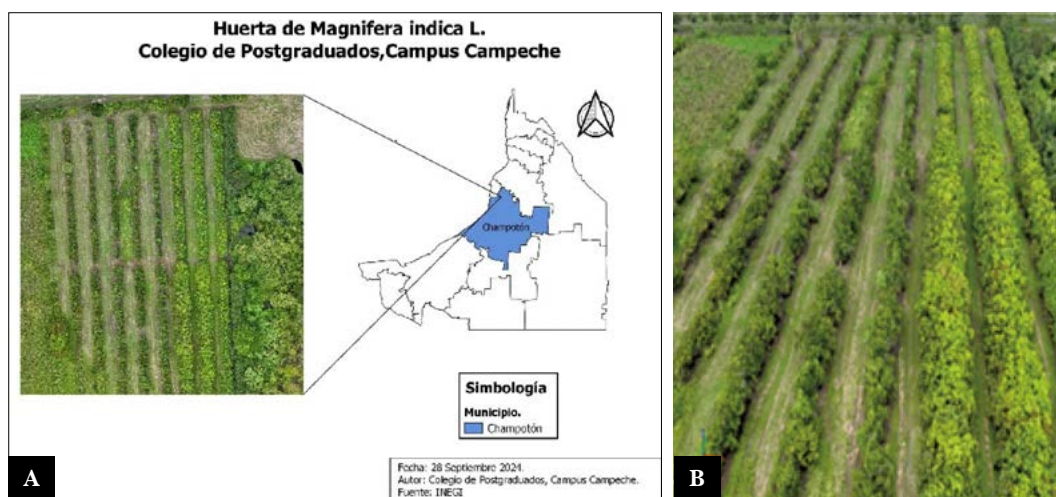 Huerta de Magnifera indica L.
Colegio de Postgraduados,Campus Campeche
Champotón
Simbología
Municipio.
Champotón
Fecha: 28 Septiembre 2024.
Autor: Colegio de Postgraduados, Campus Campeche.
Fuente: INEGI
A
B